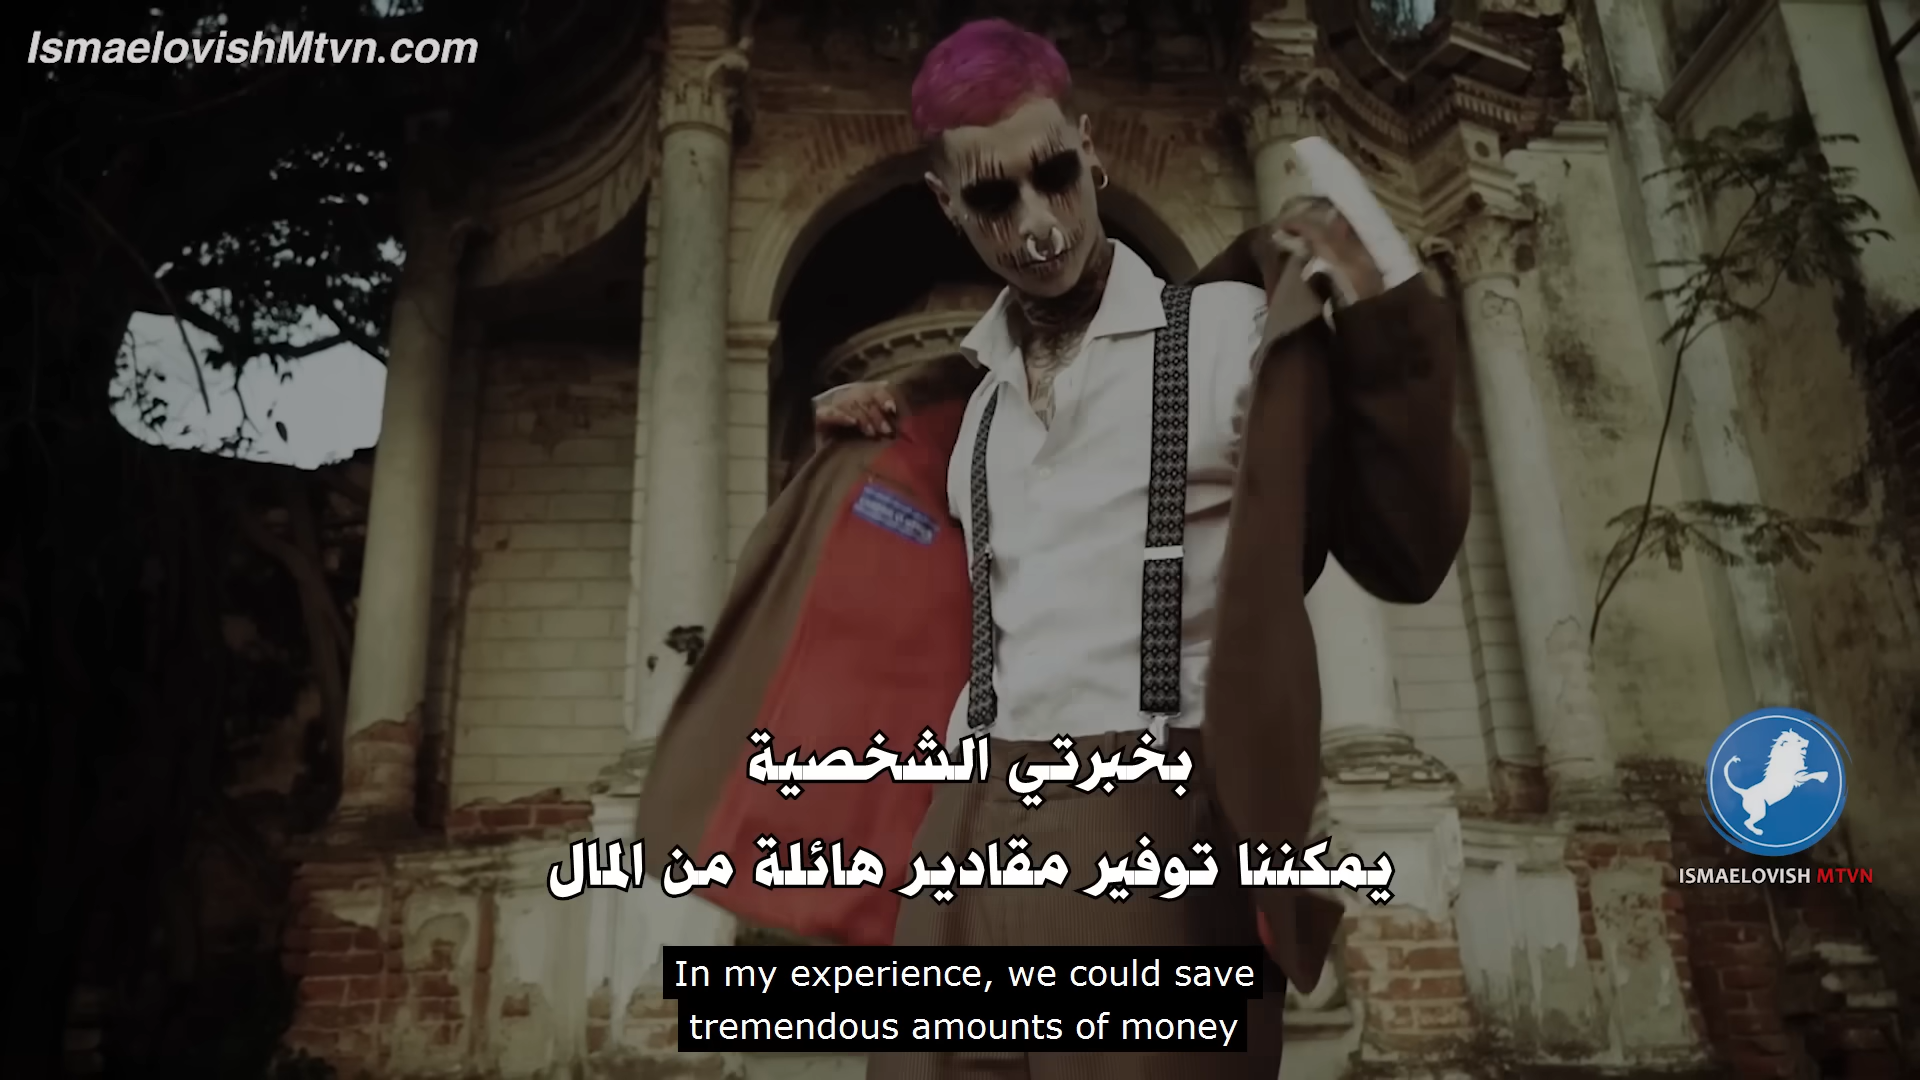 IsmaelovishMtvn.com
بخبرتي الشخصية
يمكننا توفير مقادير هائلة من المال
ISMAELOVISH MTVN
In my experience, we could save
tremendous amounts of money